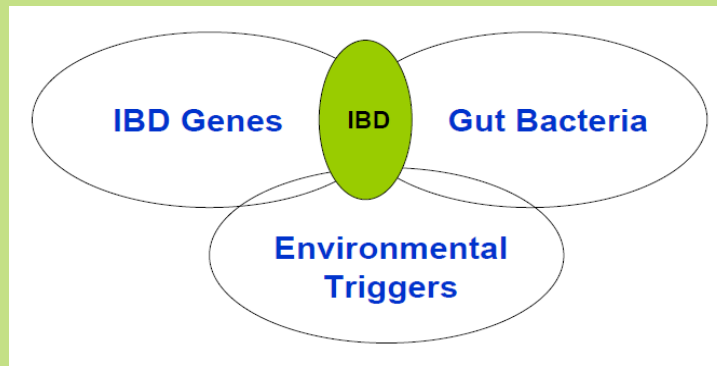 IBD Genes
IBD
Gut Bacteria
Environmental
Triggers